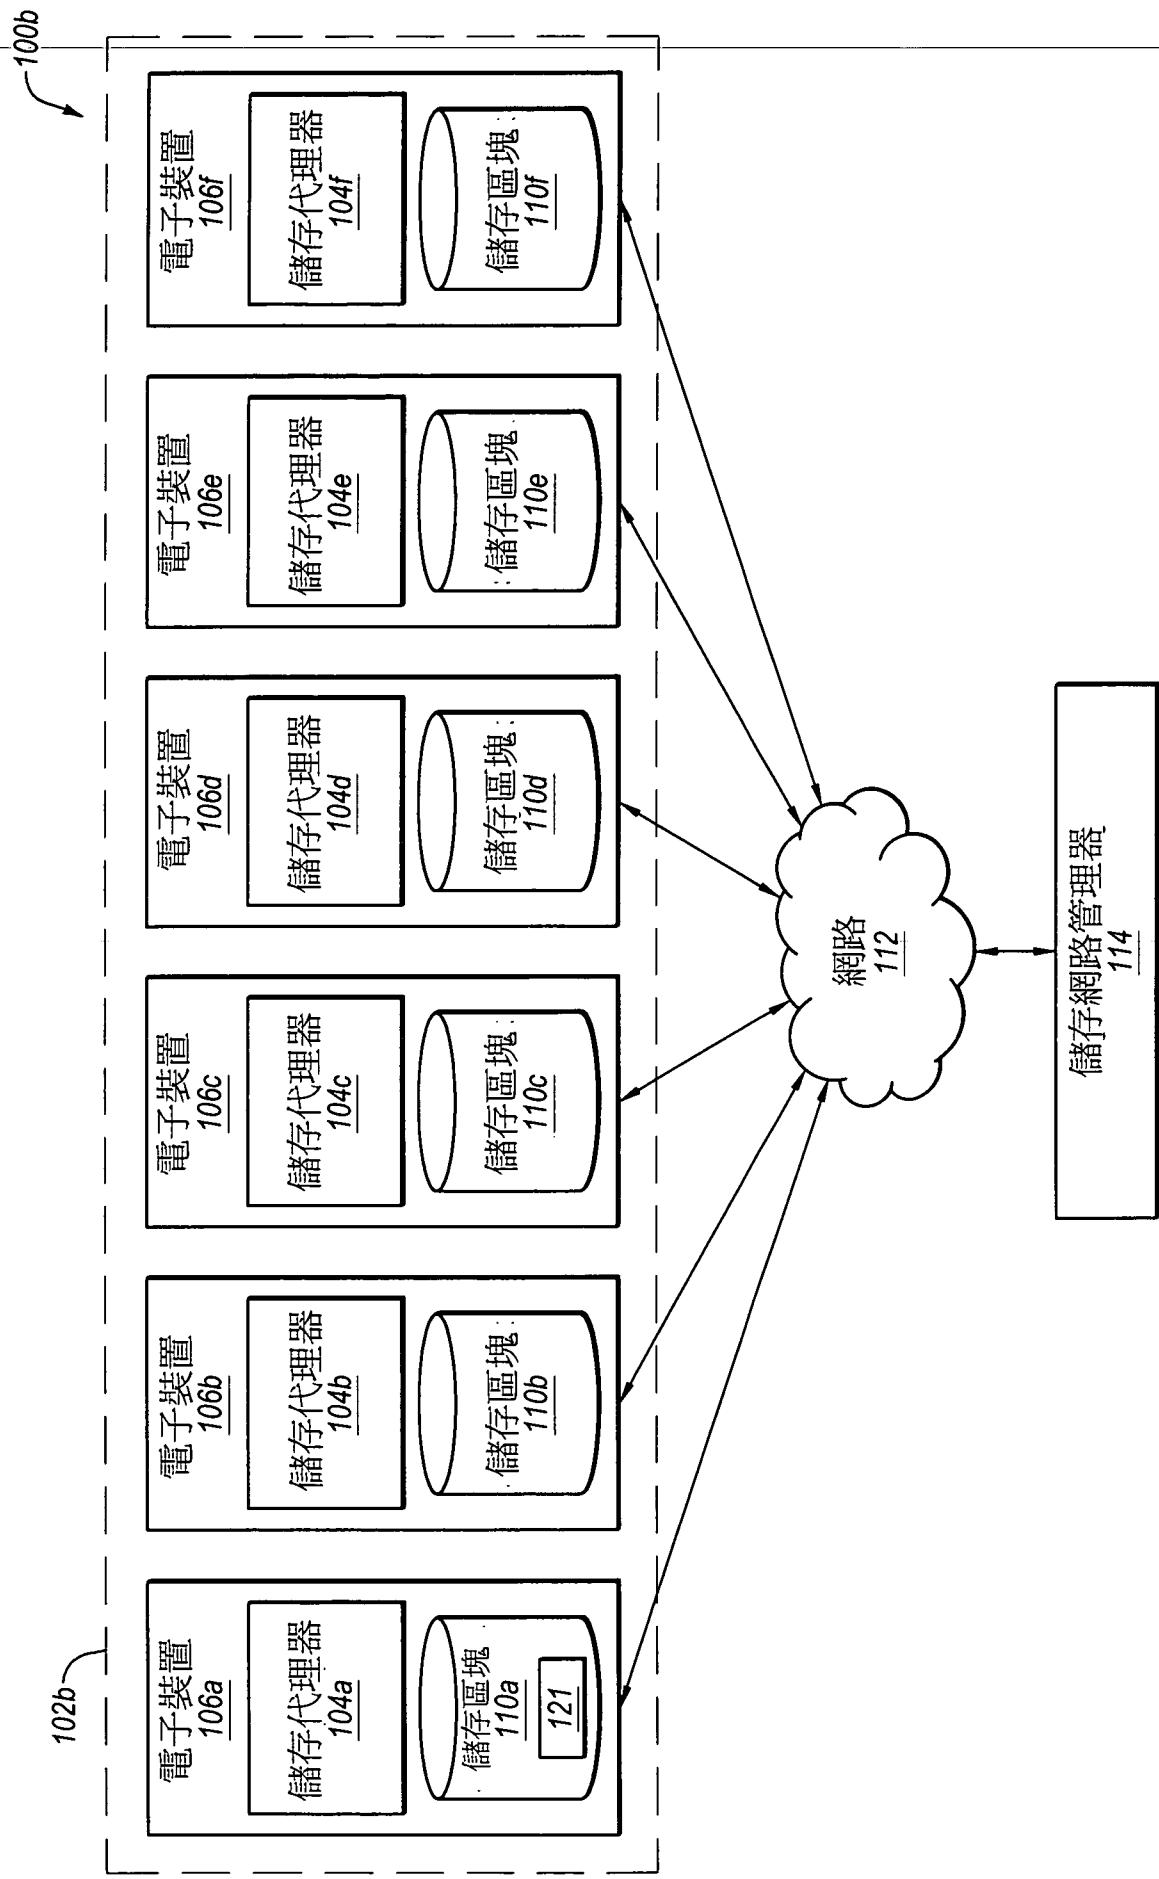 100b
102b
電子裝置
106a
儲存代理器
104a
儲存區塊
110a
121
電子裝置
106b
儲存代理器
104b
儲存區塊
110b
電子裝置
106c
儲存代理器
104c
儲存區塊
110c
電子裝置
106d
儲存代理器
104d
儲存區塊
110d
電子裝置
106e
儲存代理器
104e
儲存區塊
110e
電子裝置
106f
儲存代理器
104f
儲存區塊
110f
網路
112
儲存網路管理器
114